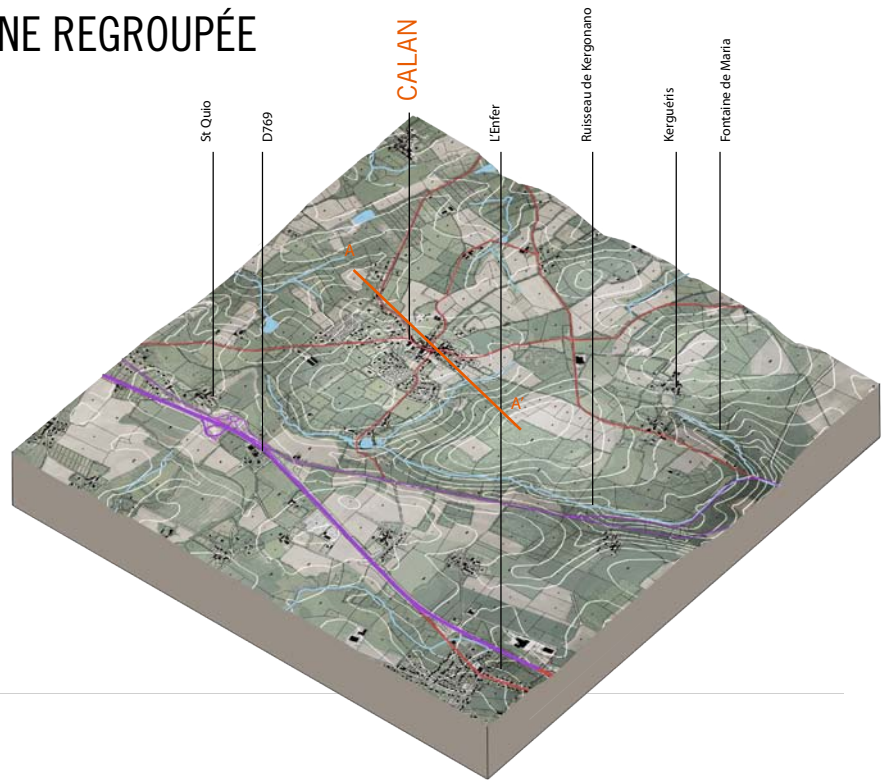 NE REGROUPÉE
St Quio
D769
CALAN
L'Enfer
Ruisseau de Kergonano
Kerguéris
Fontaine de Maria
A
A'